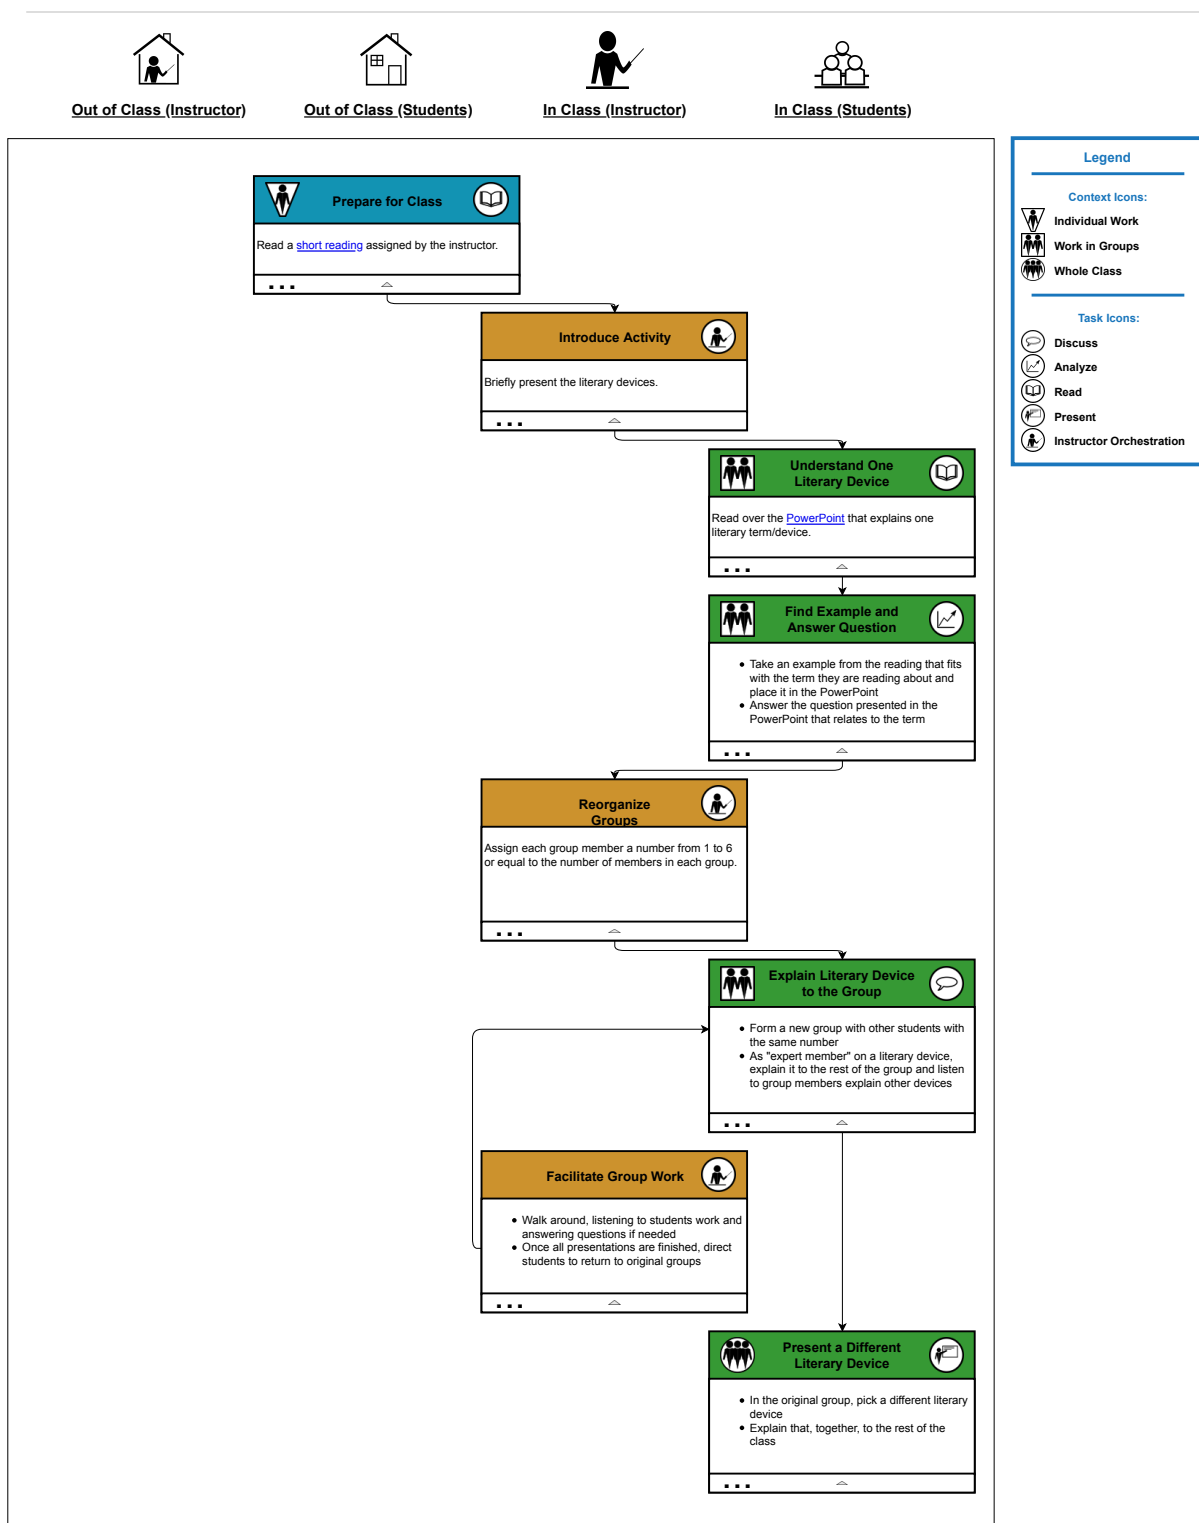 Out of Class (Instructor)
Out of Class (Students)
In Class (Instructor)
In Class (Students)
Legend
Context Icons:
Individual Work
Work in Groups
Whole Class
Task Icons:
Discuss
Analyze
Read
Present
Instructor Orchestration
Prepare for Class
Read a short reading assigned by the instructor.
Introduce Activity
Briefly present the literary devices.
Understand One
Literary Device
Read over the PowerPoint that explains one
literary term/device.
Find Example and
Answer Question
Take an example from the reading that fits
with the term they are reading about and
place it in the PowerPoint
Answer the question presented in the
PowerPoint that relates to the term
Reorganize
Groups
Assign each group member a number from 1 to 6
or equal to the number of members in each group.
Explain Literary Device
to the Group
Form a new group with other students with
the same number
As "expert member" on a literary device,
explain it to the rest of the group and listen
to group members explain other devices
Facilitate Group Work
Walk around, listening to students work and
answering questions if needed
Once all presentations are finished, direct
students to return to original groups
Present a Different
Literary Device
In the original group, pick a different literary
device
Explain that, together, to the rest of the
class